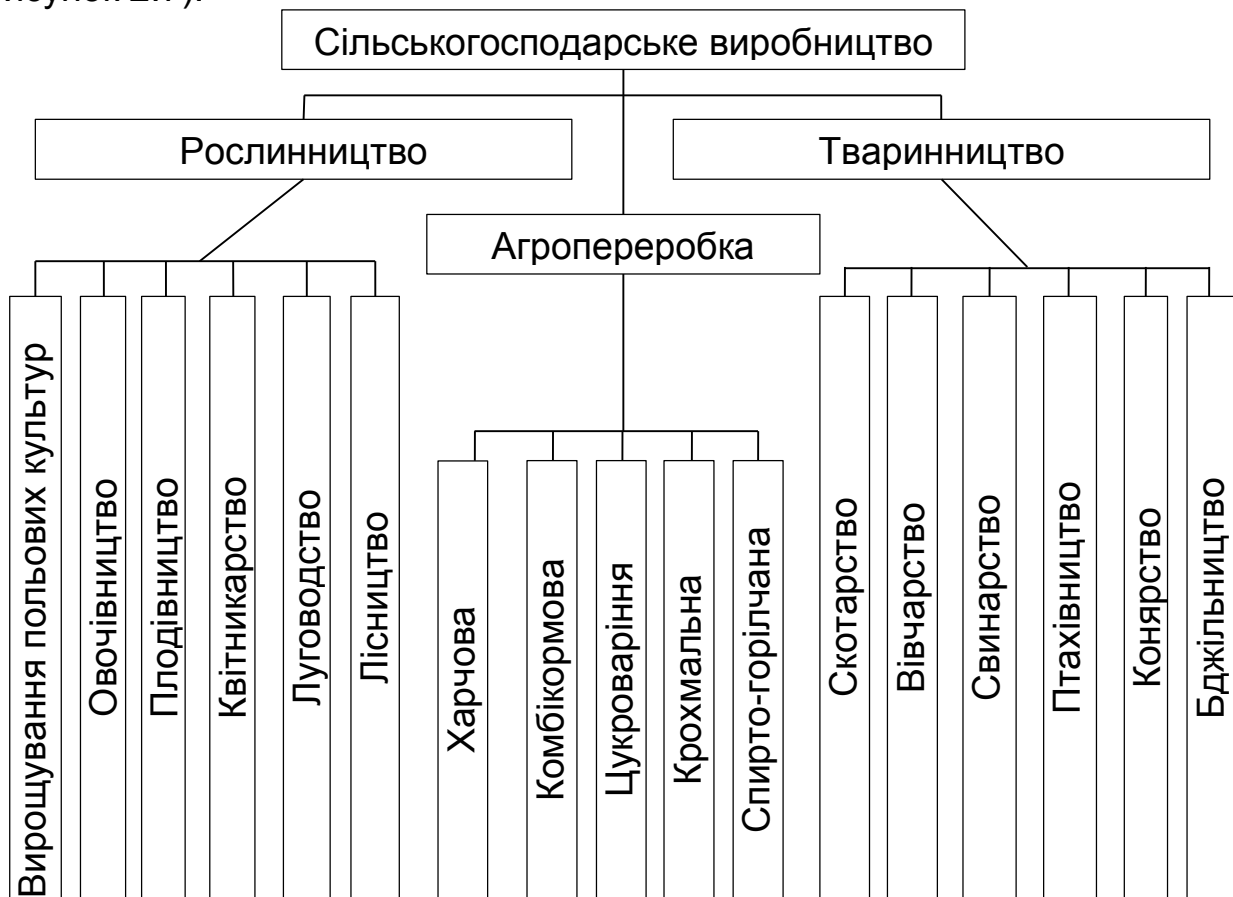 Сільськогосподарське виробництво
Рослинництво
Тваринництво
Агропереробка
Вирощування польових культур
Овочівництво
Плодівництво
Квітникарство
Луговодство
Лісництво
Харчова
Комбікормова
Цукроваріння
Крохмальна
Спирто-горілчана
Скотарство
Вівчарство
Свинарство
Птахівництво
Конярство
Бджільництво